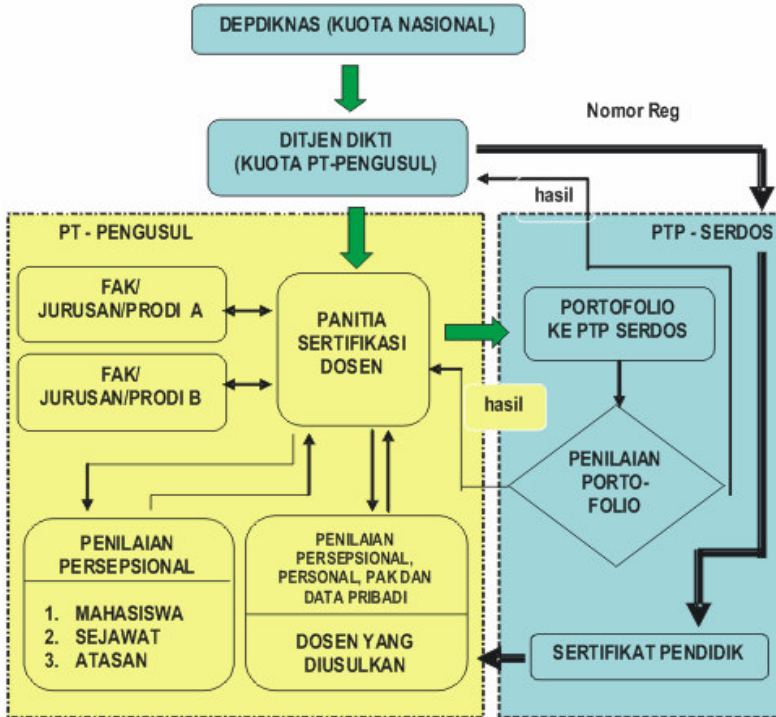 DEPDIKNAS (KUOTA NASIONAL)
DITJEN DIKTI
(KUOTA PT-PENGUSUL)
Nomor Reg
hasil
PT - PENGUSUL
PTP - SERDOS
FAK/
JURUSAN/PRODI A
PANITIA
SERTIFIKASI
DOSEN
PORTOFOLIO
KE PTP SERDOS
FAK/
JURUSAN/PRODI B
hasil
PENILAIAN
PORTO-
FOLIO
PENILAIAN
PERSEPSIONAL
1. MAHASISWA
2. SEJAWAT
3. ATASAN
PENILAIAN
PERSEPSIONAL,
PERSONAL, PAK DAN
DATA PRIBADI
DOSEN YANG
DIUSULKAN
SERTIFIKAT PENDIDIK